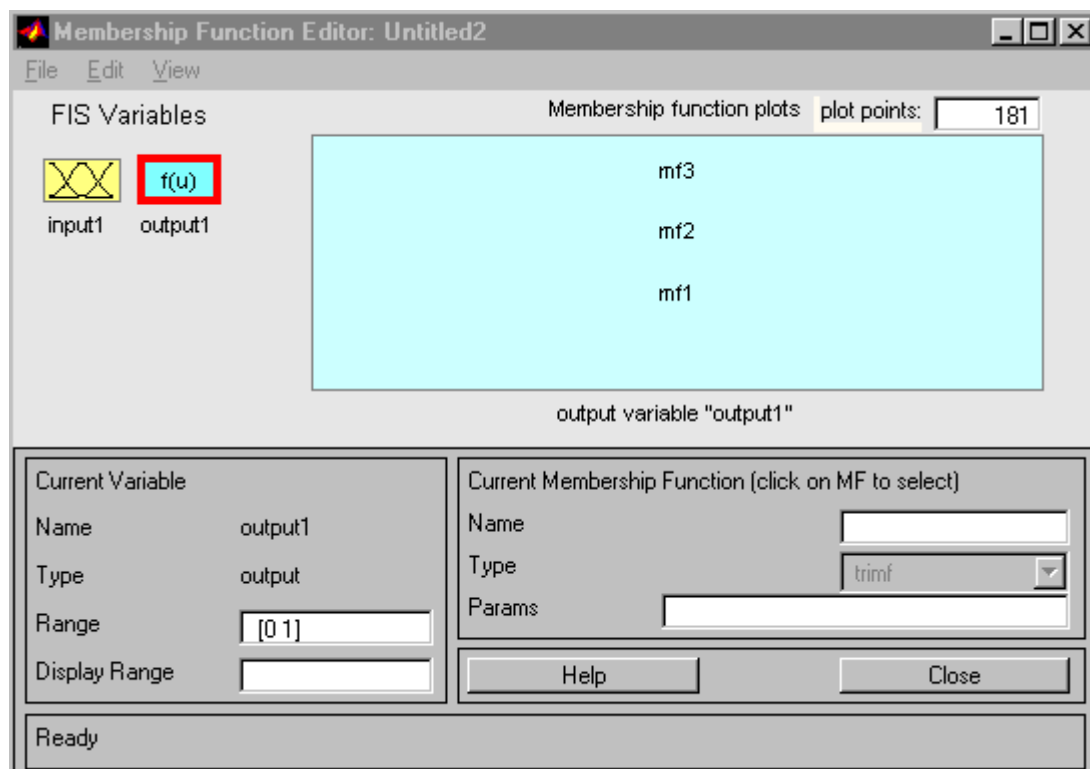 Membership Function Editor: Untitled2
File Edit View
FIS Variables
Membership function plots plot points: 181
f(u)
input1 output1
mf3
mf2
mf1
output variable "output1"
Current Variable
Name output1
Type output
Range [0 1]
Display Range
Current Membership Function (click on MF to select)
Name
Type trimf
Params
Help Close
Ready